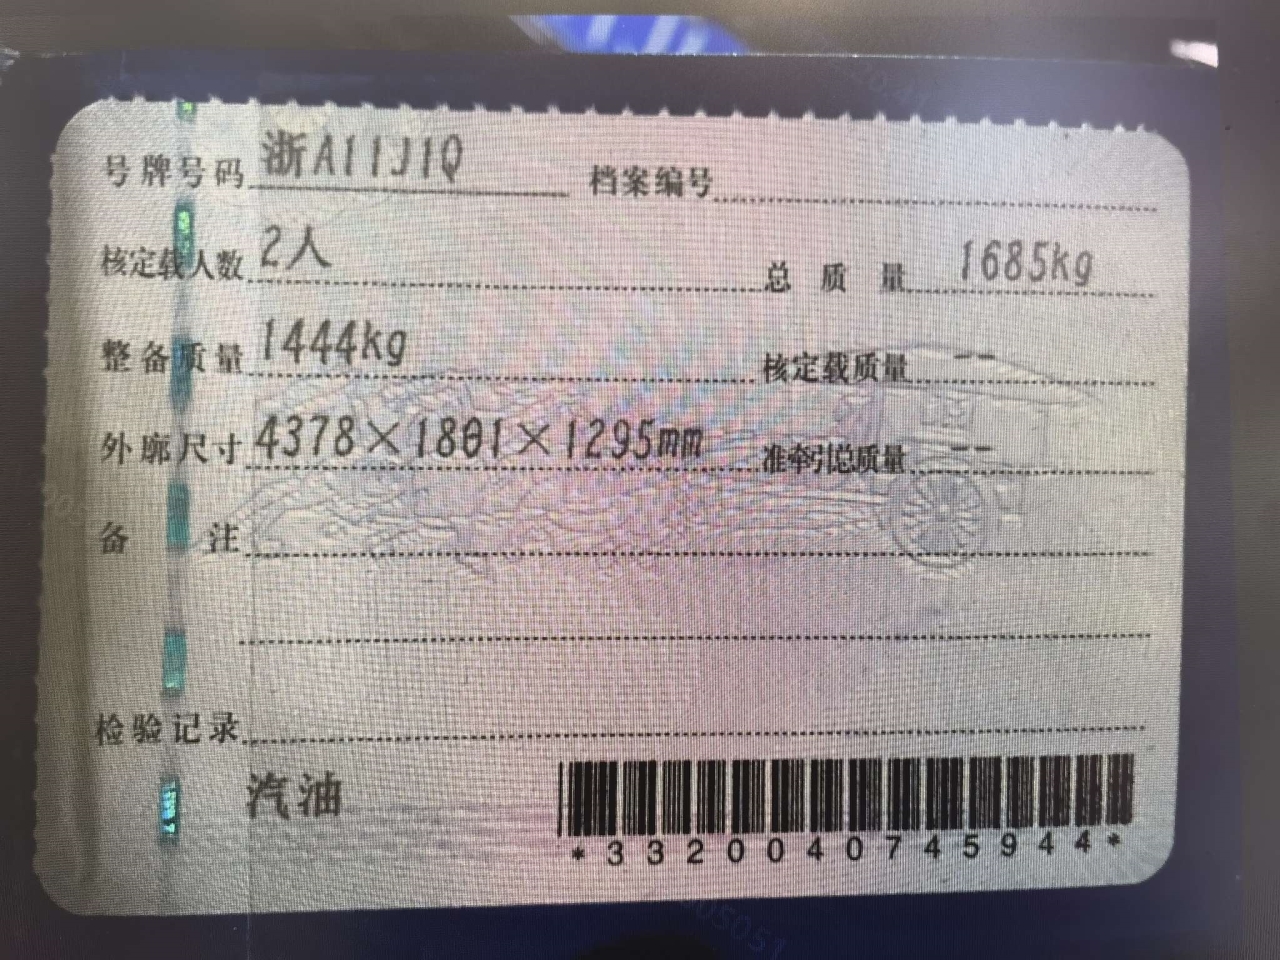 号牌号码 浙A11J1Q 档案编号
核定载人数 2人 总质量 1685kg
整备质量 1444kg 核定载质量 --
外廓尺寸 4378×1801×1295mm 准牵引总质量 --
备注
检验记录
汽油
*3320040745944*